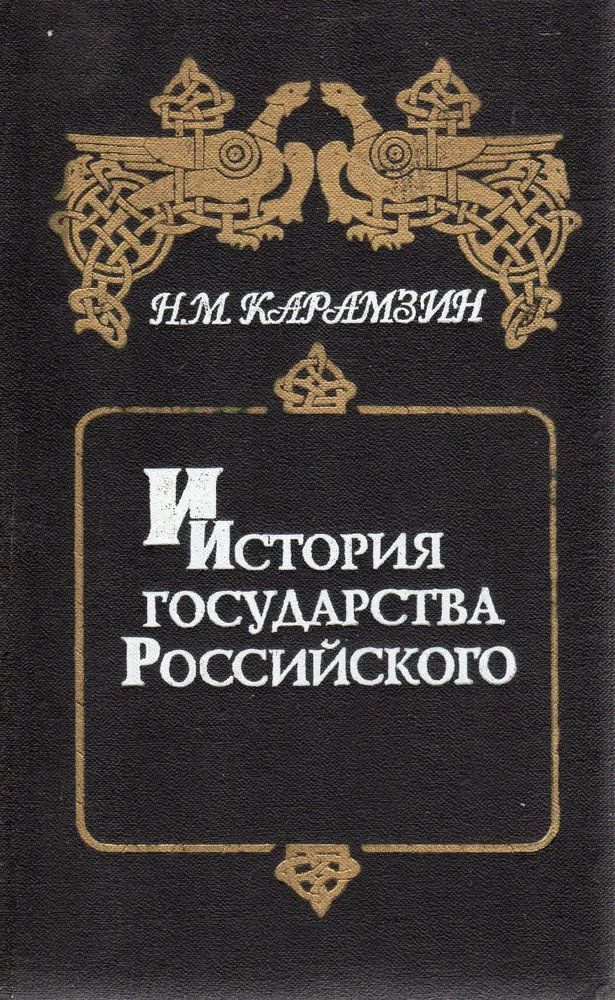 Н.М. КАРАМЗИН
И
ИСТОРИЯ
ГОСУДАРСТВА
РОССИЙСКОГО